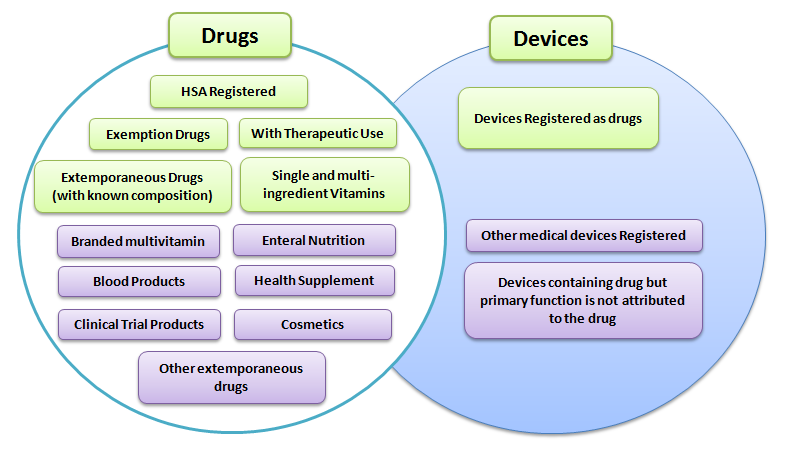 Drugs
HSA Registered
Exemption Drugs
With Therapeutic Use
Extemporaneous Drugs
(with known composition)
Single and multi-
ingredient Vitamins
Branded multivitamin
Enteral Nutrition
Blood Products
Health Supplement
Clinical Trial Products
Cosmetics
Other extemporaneous
drugs
Devices
Devices Registered as drugs
Other medical devices Registered
Devices containing drug but
primary function is not attributed
to the drug